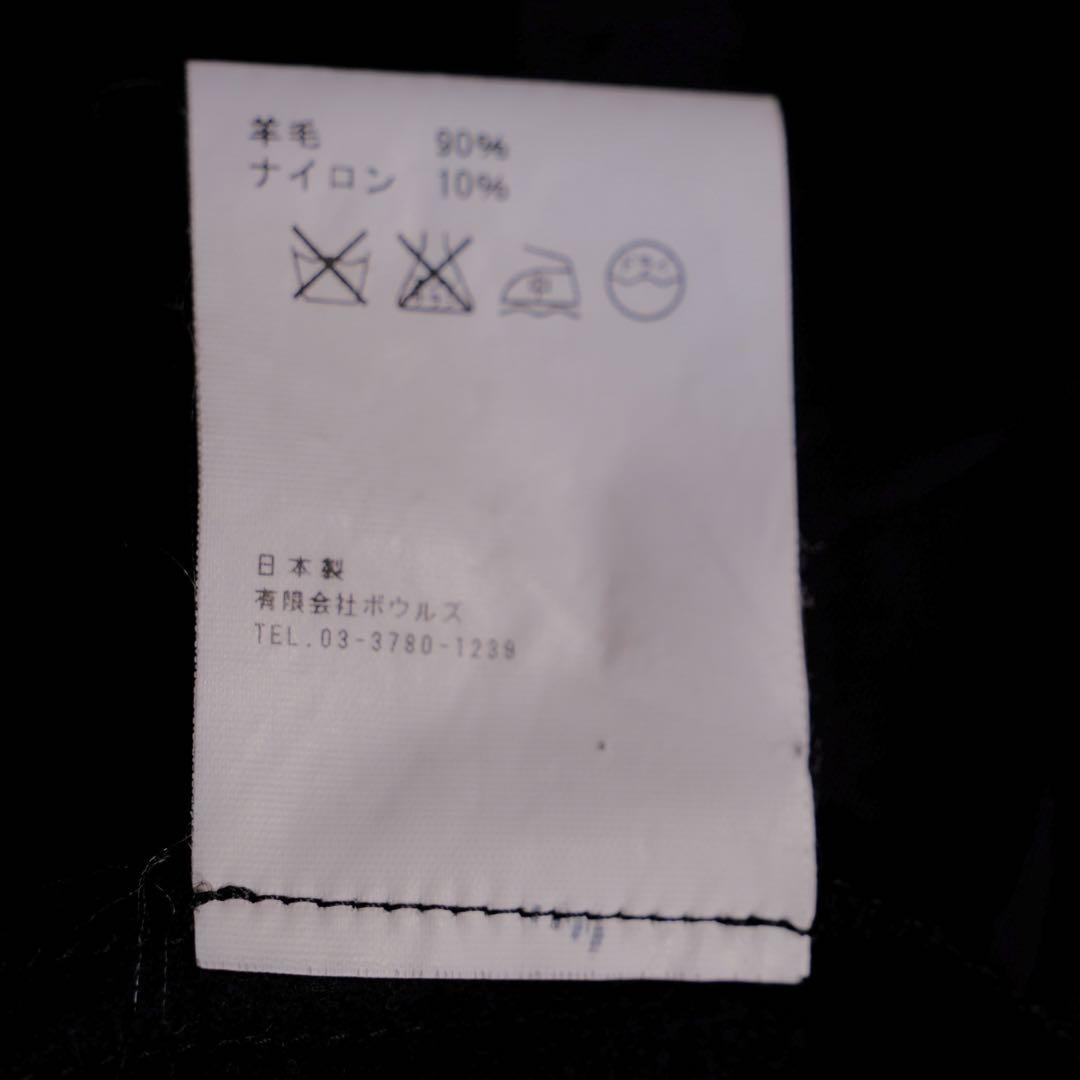 羊毛 90%
ナイロン 10%
中
日本製
有限会社ボウルズ
TEL.03-3780-1239